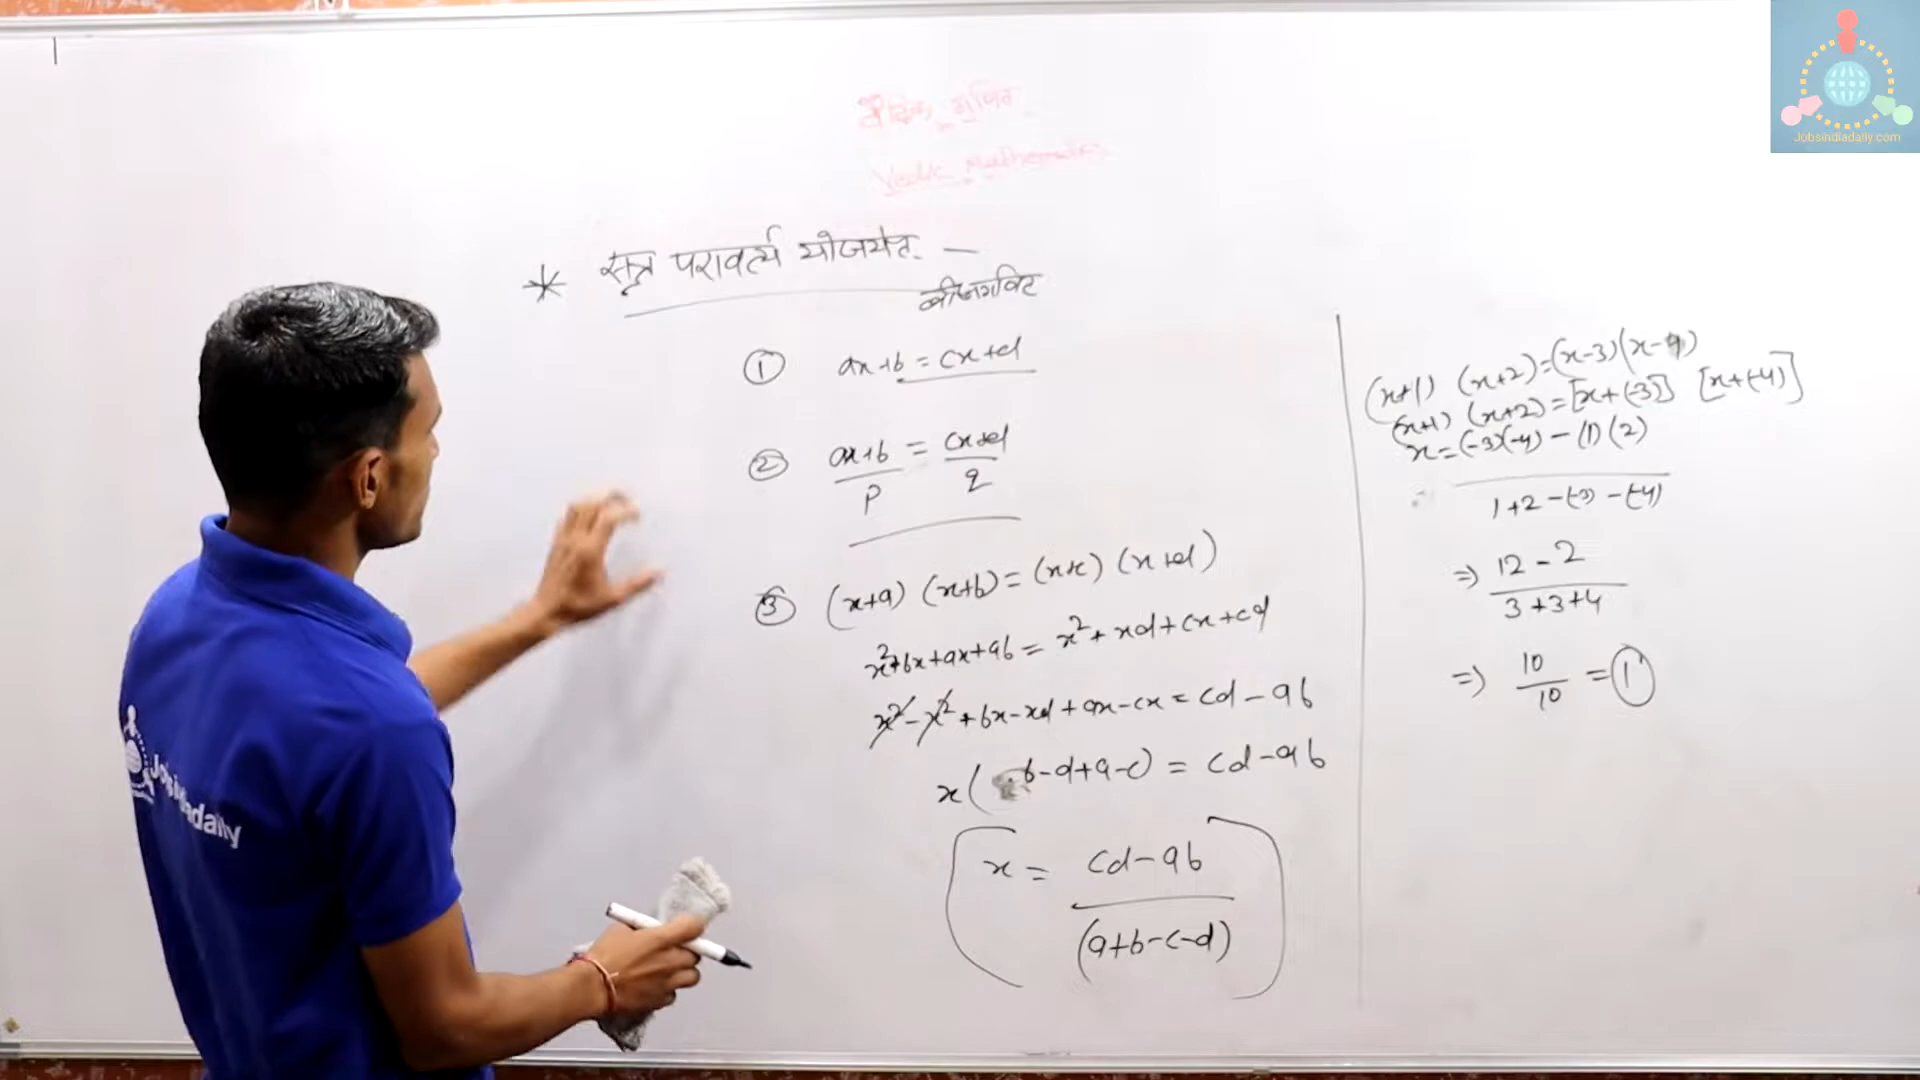 वैदिक गणित
Vedic Mathematics
* सूत्र परावर्त्य योजयेत् –
बीजगणित
① ax+b = cx+d
② ax+b/p = cx+d/q
③ (x+a) (x+b) = (x+c) (x+d)
x²+bx+ax+ab = x²+xd+cx+cd
x²-x²+bx-xd+ax-cx = cd-ab
x(b-d+a-c) = cd-ab
x = cd-ab/(a+b-c-d)
(x+1) (x+2)=(x-3)(x-4)
(x+1) (x+2)=[x+(-3)] [x+(-4)]
x=(-3)(-4)-(1)(2)
1+2-(-3)-(-4)
⇒ 12-2/3+3+4
⇒ 10/10 = 1
Jobsindiadaily.com
Jobsindiadaily